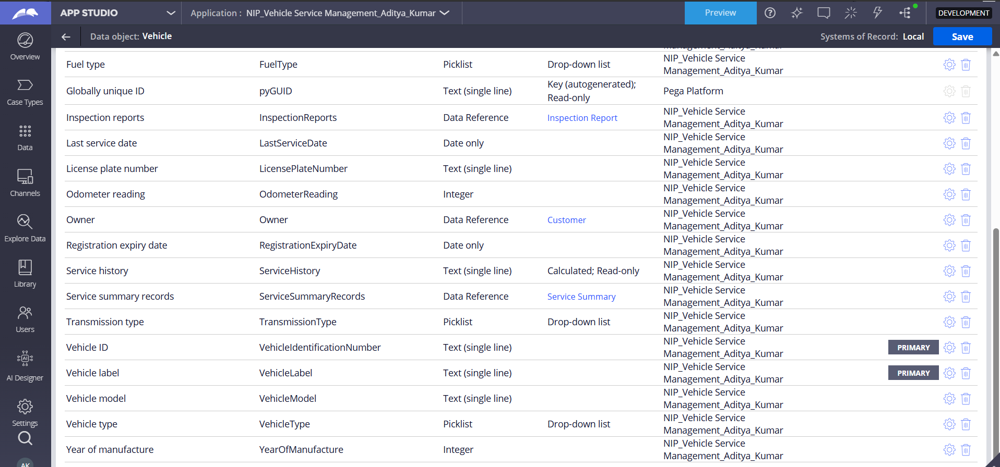 APP STUDIO
Application : NIP_Vehicle Service Management_Aditya_Kumar
Preview
DEVELOPMENT
Data object: Vehicle
Systems of Record: Local
Save
Overview
Case Types
Data
Channels
Explore Data
Library
Users
AI
AI Designer
Settings
AK
Management_Aditya_Kumar
Fuel type FuelType Picklist Drop-down list NIP_Vehicle Service
Management_Aditya_Kumar
Globally unique ID pyGUID Text (single line) Key (autogenerated); Pega Platform
Read-only
Inspection reports InspectionReports Data Reference Inspection Report NIP_Vehicle Service
Management_Aditya_Kumar
Last service date LastServiceDate Date only NIP_Vehicle Service
Management_Aditya_Kumar
License plate number LicensePlateNumber Text (single line) NIP_Vehicle Service
Management_Aditya_Kumar
Odometer reading OdometerReading Integer NIP_Vehicle Service
Management_Aditya_Kumar
Owner Owner Data Reference Customer NIP_Vehicle Service
Management_Aditya_Kumar
Registration expiry date RegistrationExpiryDate Date only NIP_Vehicle Service
Management_Aditya_Kumar
Service history ServiceHistory Text (single line) Calculated; Read-only NIP_Vehicle Service
Management_Aditya_Kumar
Service summary records ServiceSummaryRecords Data Reference Service Summary NIP_Vehicle Service
Management_Aditya_Kumar
Transmission type TransmissionType Picklist Drop-down list NIP_Vehicle Service
Management_Aditya_Kumar
Vehicle ID VehicleIdentificationNumber Text (single line) NIP_Vehicle Service PRIMARY
Management_Aditya_Kumar
Vehicle label VehicleLabel Text (single line) NIP_Vehicle Service PRIMARY
Management_Aditya_Kumar
Vehicle model VehicleModel Text (single line) NIP_Vehicle Service
Management_Aditya_Kumar
Vehicle type VehicleType Picklist Drop-down list NIP_Vehicle Service
Management_Aditya_Kumar
Year of manufacture YearOfManufacture Integer NIP_Vehicle Service
Management_Aditya_Kumar